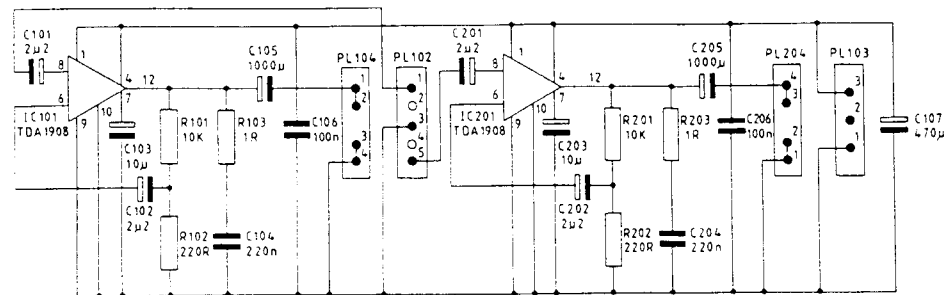 C101
2µ2
8
1
4
7
12
6
10
9
IC101
TDA1908
C103
10µ
C102
2µ2
R101
10K
R102
220R
R103
1R
C104
220n
C105
1000µ
C106
100n
PL104
1
2
3
4
PL102
1
2
3
4
5
C201
2µ2
8
1
4
7
12
6
10
9
IC201
TDA1908
C203
10µ
C202
2µ2
R201
10K
R202
220R
R203
1R
C204
220n
C205
1000µ
C206
100n
PL204
4
3
2
1
PL103
3
2
1
C107
470µ